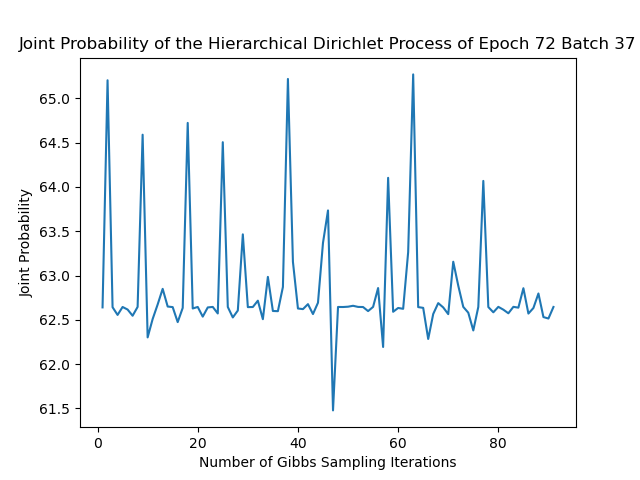 Joint Probability of the Hierarchical Dirichlet Process of Epoch 72 Batch 37
65.0
64.5
64.0
63.5
63.0
62.5
62.0
61.5
Joint Probability
0 20 40 60 80
Number of Gibbs Sampling Iterations